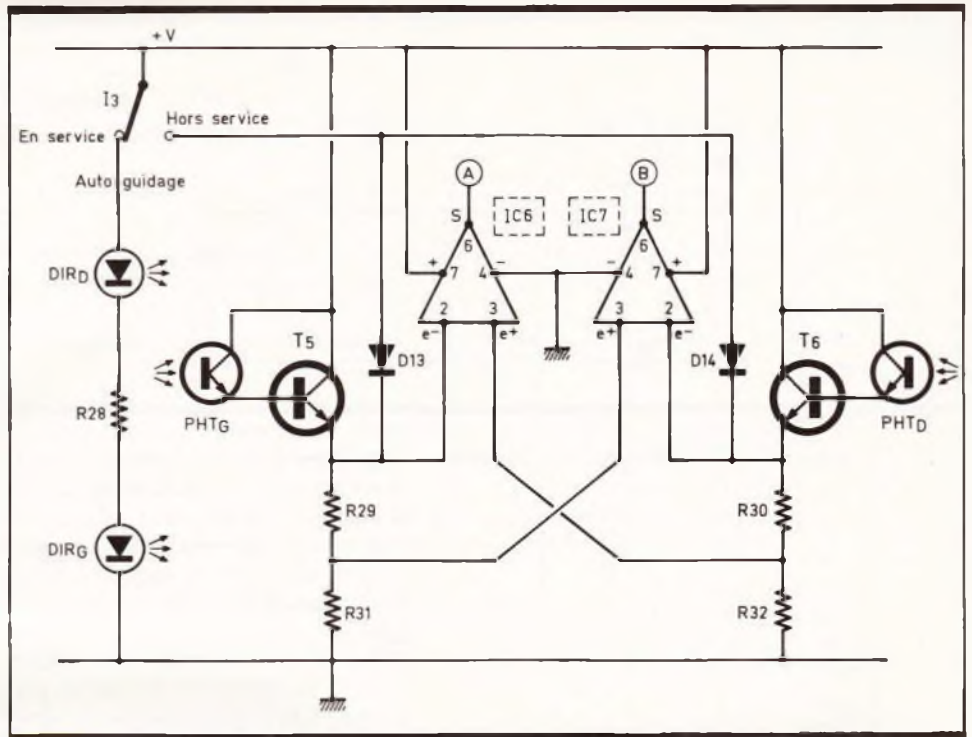 +V
I3
Hors service
En service
Auto guidage
A
B
S
S
IC6
IC7
6
6
+
7
4
-
-
4
7
+
DIRD
2
3
3
2
e-
e+
e+
e-
T5
D13
D14
T6
R28
PHTG
PHTD
R29
R30
DIRG
R31
R32